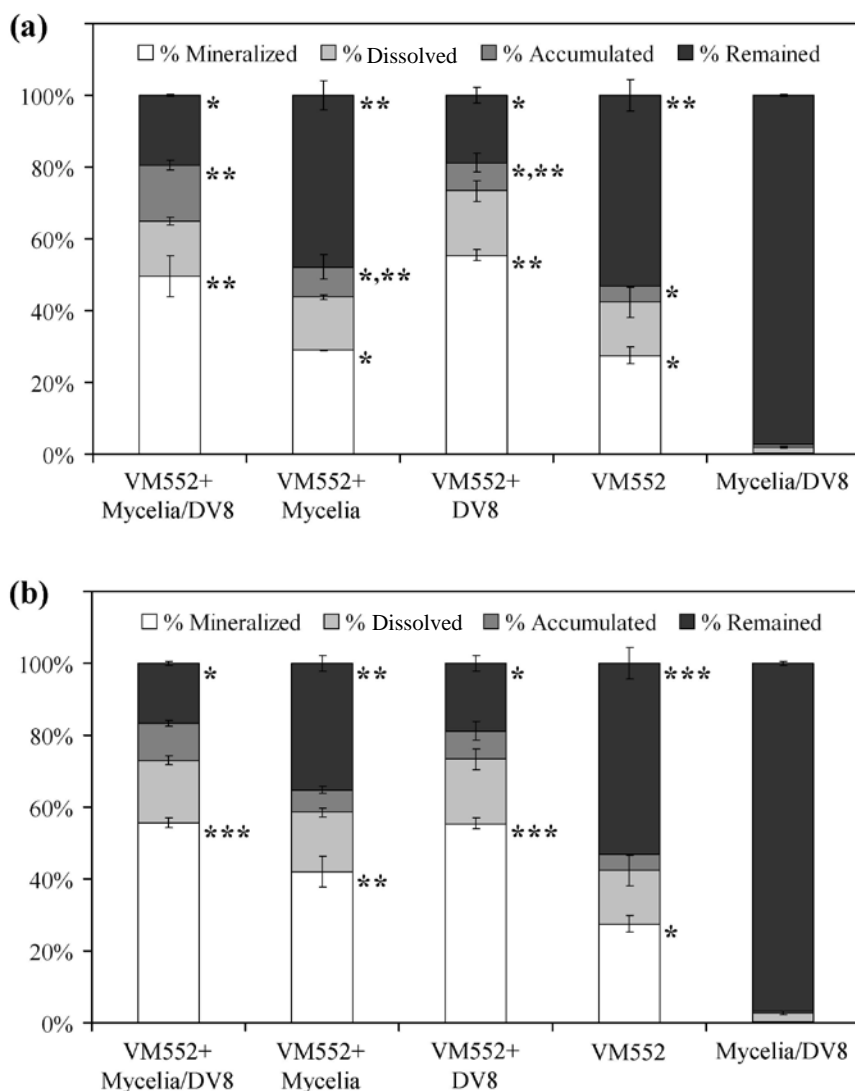 (a)
% Mineralized % Dissolved % Accumulated % Remained
100% * ** * **
80% ** *,**
60%
** **
40% *,** *
* *
20%
0%
VM552+ VM552+ VM552+ VM552 Mycelia/DV8
Mycelia/DV8 Mycelia DV8
(b)
% Mineralized % Dissolved % Accumulated % Remained
100% * ** * ***
80%
60%
*** ***
40% **
20% *
0%
VM552+ VM552+ VM552+ VM552 Mycelia/DV8
Mycelia/DV8 Mycelia DV8